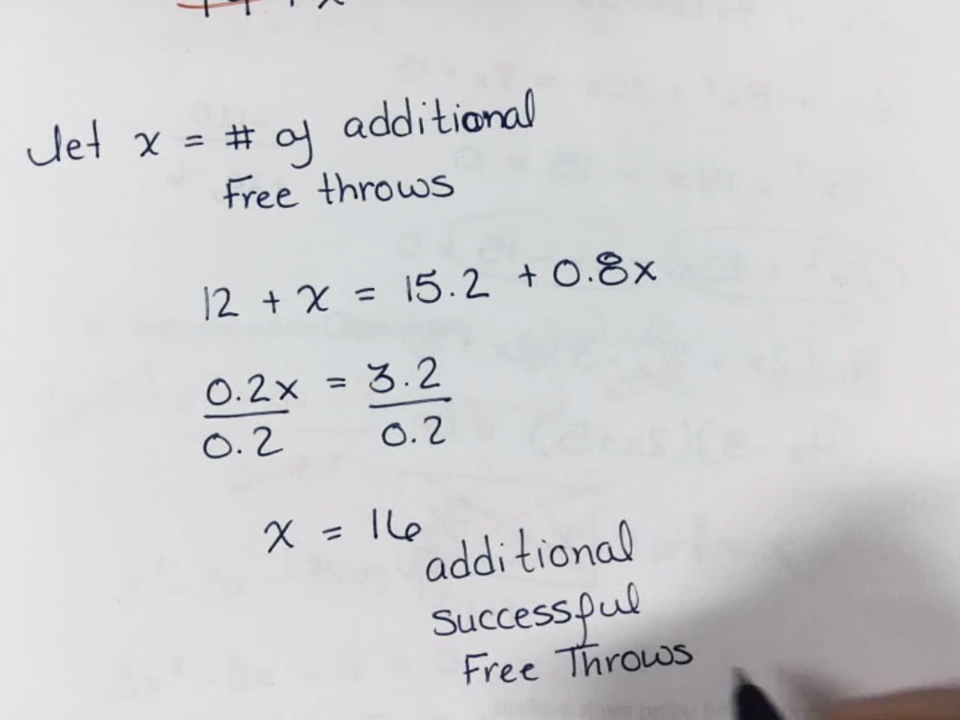 Let x = # of additional
Free throws
12 + x = 15.2 + 0.8x
0.2x = 3.2
0.2 0.2
x = 16
additional
successful
Free Throws